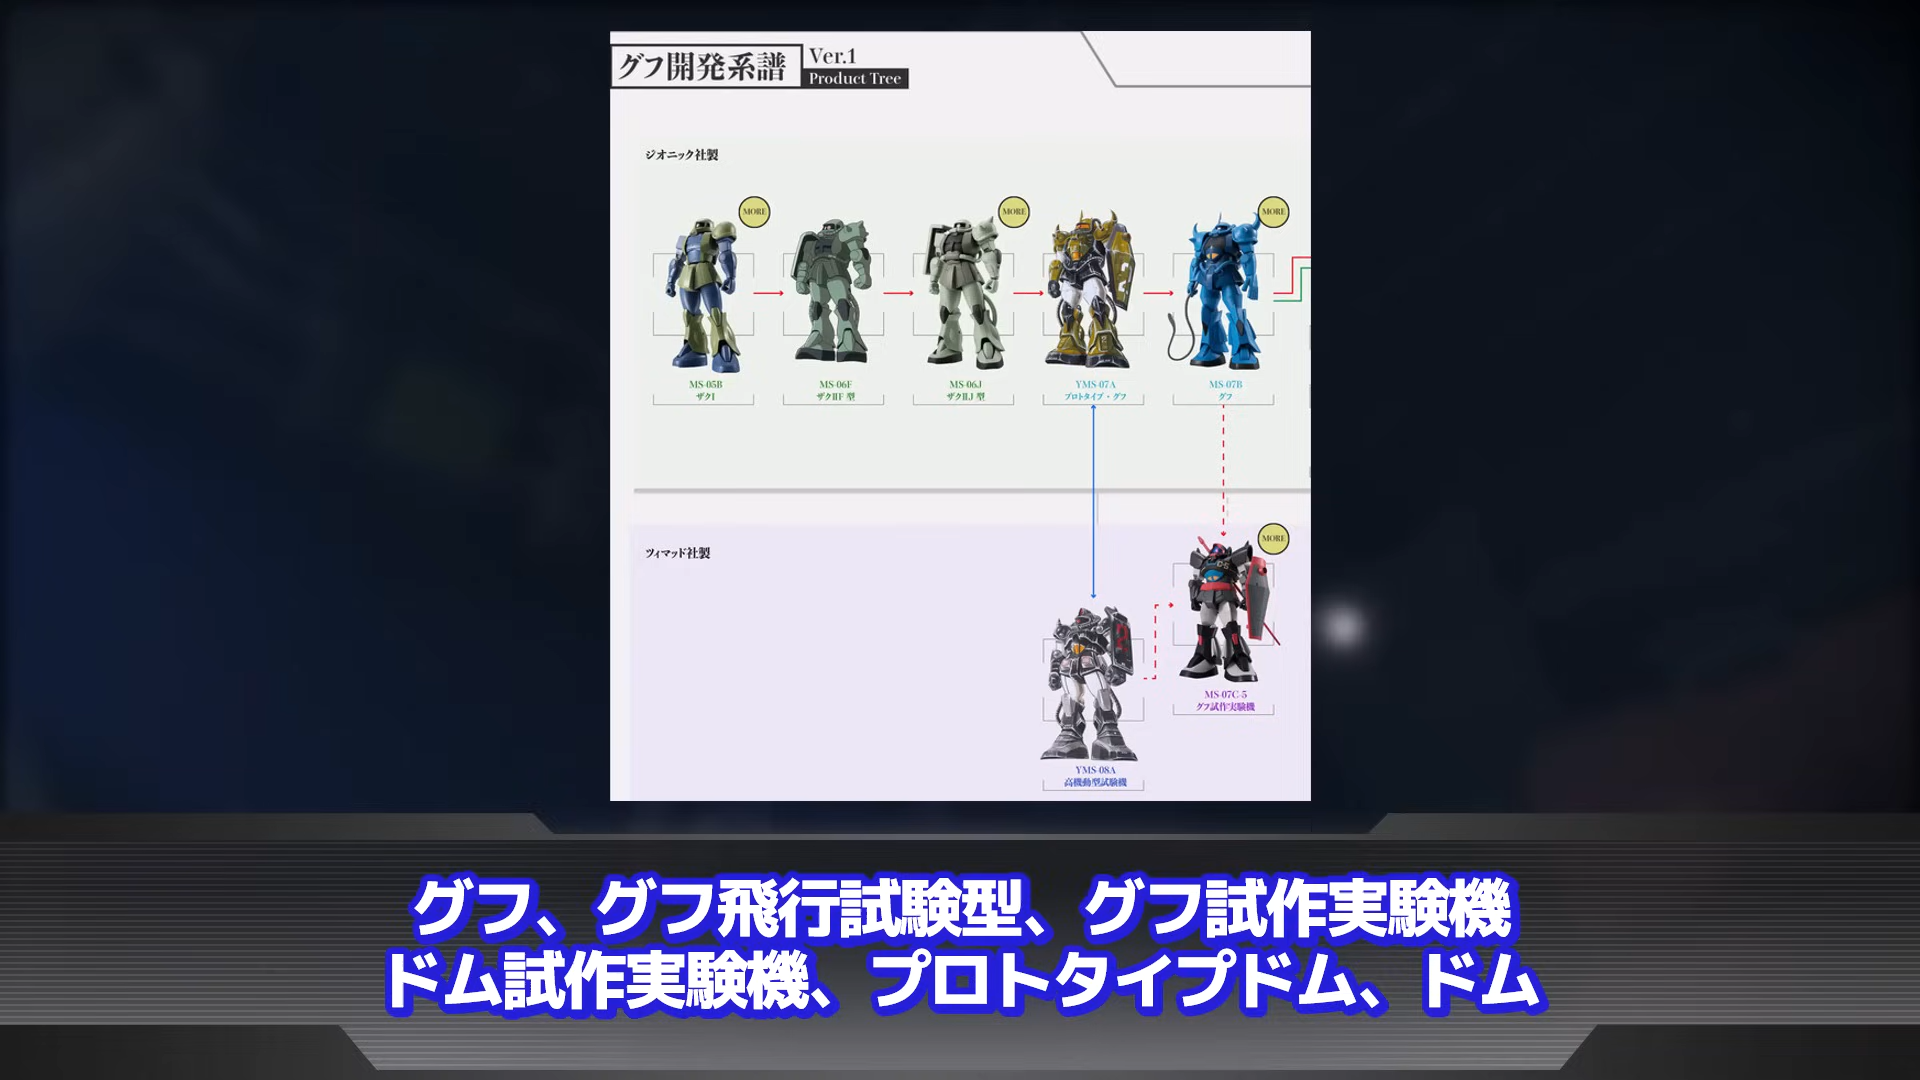 グフ開発系譜
Ver.1
Product Tree
ジオニック社製
MORE
MORE
MORE
MS-05B
ザクI
MS-06F
ザクIIF 型
MS-06J
ザクIIJ 型
YMS-07A
プロトタイプ・グフ
MS-07B
グフ
ツィマッド社製
MORE
MS-07C-5
グフ試作実験機
YMS-08A
高機動型試験機
グフ、グフ飛行試験型、グフ試作実験機
ドム試作実験機、プロトタイプドム、ドム